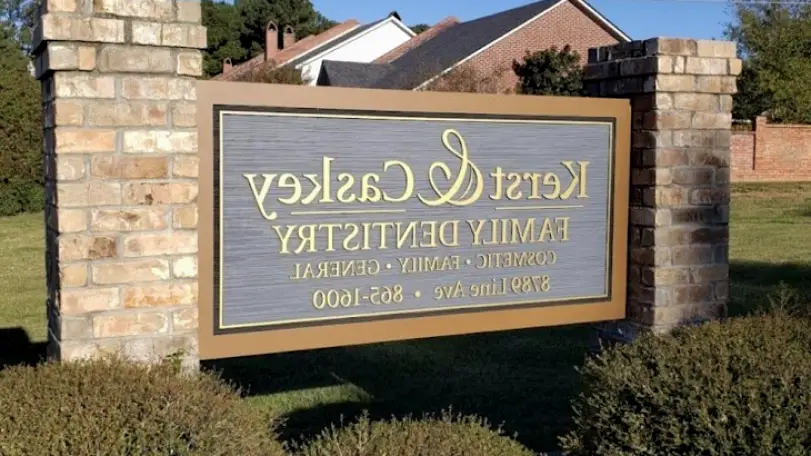 Kerst & Caskey
FAMILY DENTISTRY
COSMETIC • FAMILY • GENERAL
8789 Line Ave • 865-1600